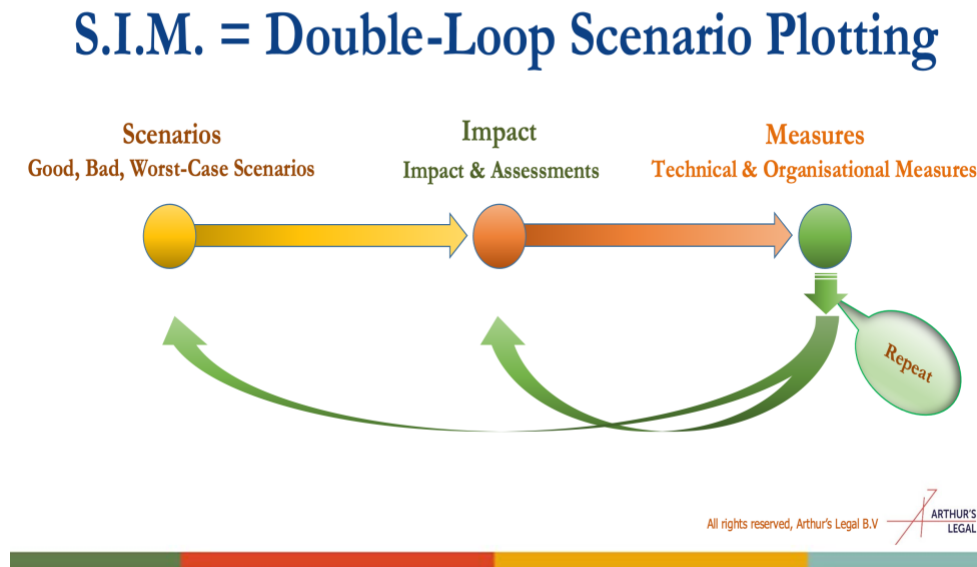 S.I.M. = Double-Loop Scenario Plotting
Scenarios
Good, Bad, Worst-Case Scenarios
Impact
Impact & Assessments
Measures
Technical & Organisational Measures
Repeat
All rights reserved, Arthur's Legal B.V
ARTHUR'S
LEGAL